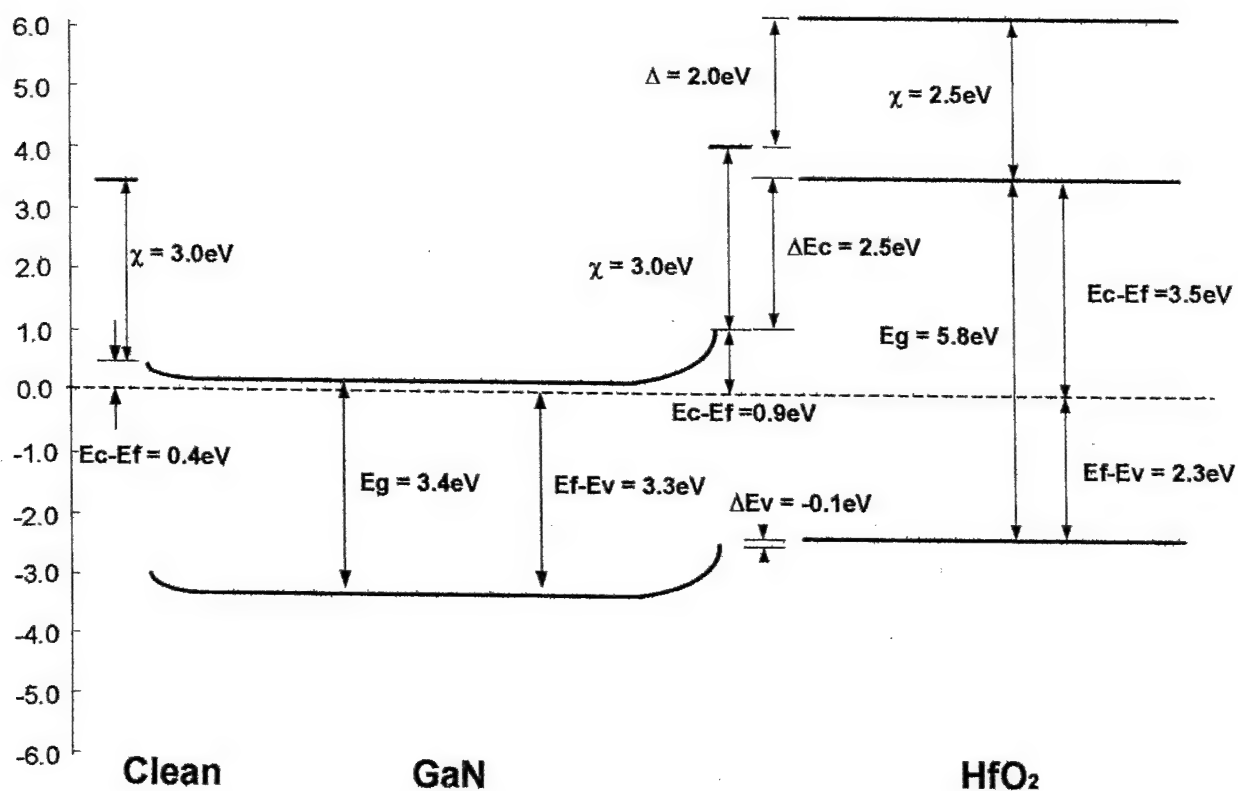 6.0
5.0
4.0
3.0
2.0
1.0
0.0
-1.0
-2.0
-3.0
-4.0
-5.0
-6.0
χ = 3.0eV
Ec-Ef = 0.4eV
Eg = 3.4eV
Ef-Ev = 3.3eV
Δ = 2.0eV
χ = 3.0eV
ΔEc = 2.5eV
Ec-Ef =0.9eV
ΔEv = -0.1eV
χ = 2.5eV
Eg = 5.8eV
Ec-Ef =3.5eV
Ef-Ev = 2.3eV
Clean
GaN
HfO₂